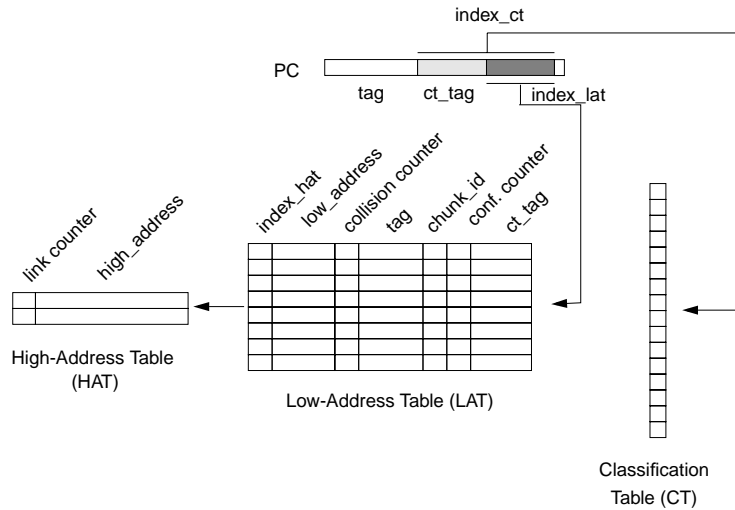 index_ct
PC
tag
ct_tag
index_lat
index_hat
low_address
collision counter
tag
chunk_id
conf. counter
ct_tag
link counter
high_address
High-Address Table
(HAT)
Low-Address Table (LAT)
Classification
Table (CT)